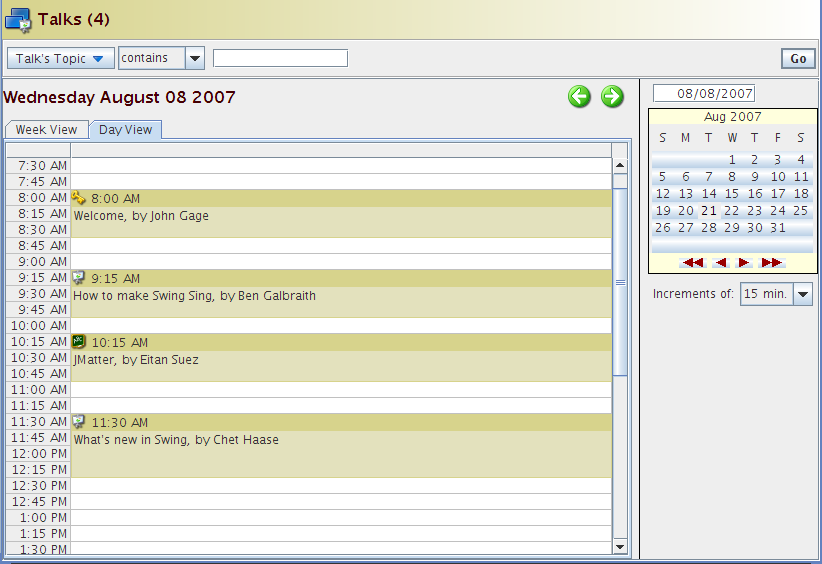 Talks (4)
Talk's Topic contains Go
Wednesday August 08 2007
Week View Day View
7:30 AM
7:45 AM
8:00 AM 8:00 AM
8:15 AM Welcome, by John Gage
8:30 AM
8:45 AM
9:00 AM
9:15 AM 9:15 AM
9:30 AM How to make Swing Sing, by Ben Galbraith
9:45 AM
10:00 AM
10:15 AM 10:15 AM
10:30 AM JMatter, by Eitan Suez
10:45 AM
11:00 AM
11:15 AM
11:30 AM 11:30 AM
11:45 AM What's new in Swing, by Chet Haase
12:00 PM
12:15 PM
12:30 PM
12:45 PM
1:00 PM
1:15 PM
1:30 PM
08/08/2007
Aug 2007
S M T W T F S
1 2 3 4
5 6 7 8 9 10 11
12 13 14 15 16 17 18
19 20 21 22 23 24 25
26 27 28 29 30 31
Increments of: 15 min.